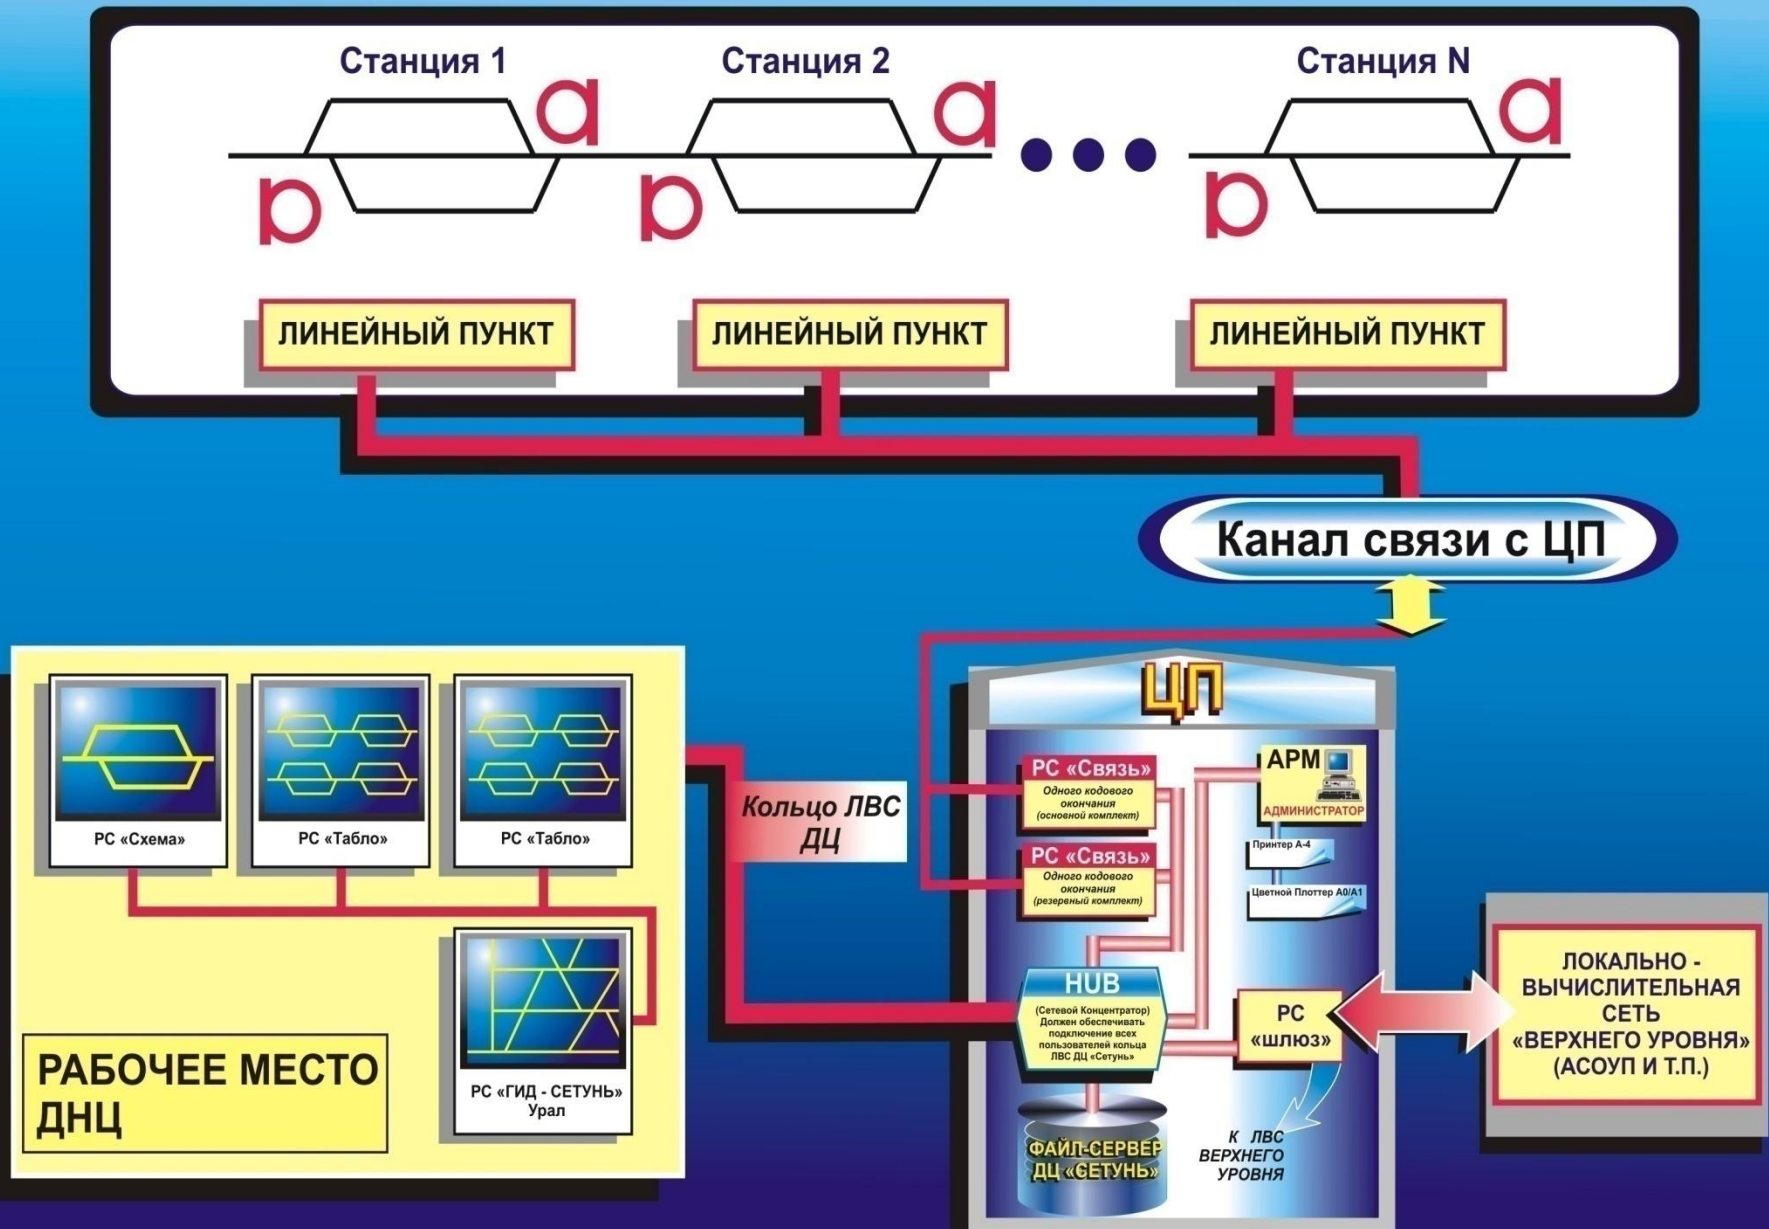 Станция 1
Станция 2
Станция N
ЛИНЕЙНЫЙ ПУНКТ
ЛИНЕЙНЫЙ ПУНКТ
ЛИНЕЙНЫЙ ПУНКТ
Канал связи с ЦП
РС «Схема»
РС «Табло»
РС «Табло»
РС «ГИД - СЕТУНЬ»
Урал
РАБОЧЕЕ МЕСТО
ДНЦ
Кольцо ЛВС
ДЦ
ЦП
РС «Связь»
Одного кодового
окончания
(основной комплект)
РС «Связь»
Одного кодового
окончания
(резервный комплект)
АРМ
АДМИНИСТРАТОР
Принтер А-4
Цветной Плоттер А0/А1
HUB
(Сетевой Концентратор)
Должен обеспечивать
подключение всех
пользователей кольца
ЛВС ДЦ «Сетунь»
РС
«ШЛЮЗ»
ФАЙЛ-СЕРВЕР
ДЦ «СЕТУНЬ»
К ЛВС
ВЕРХНЕГО
УРОВНЯ
ЛОКАЛЬНО -
ВЫЧИСЛИТЕЛЬНАЯ
СЕТЬ
«ВЕРХНЕГО УРОВНЯ»
(АСОУП И Т.П.)